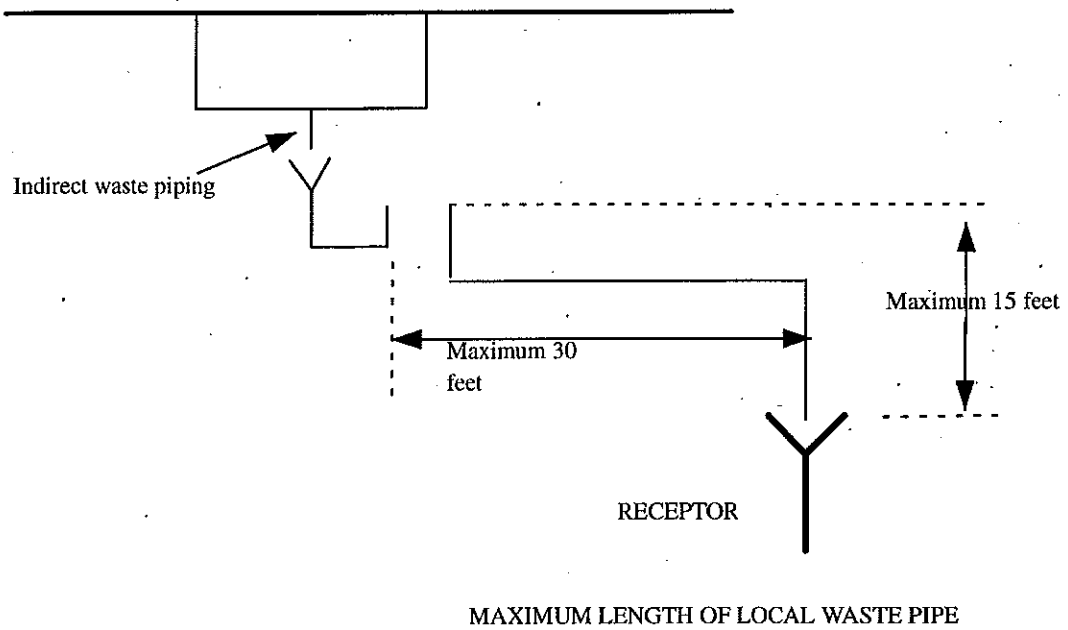 Indirect waste piping
Maximum 15 feet
Maximum 30
feet
RECEPTOR
MAXIMUM LENGTH OF LOCAL WASTE PIPE